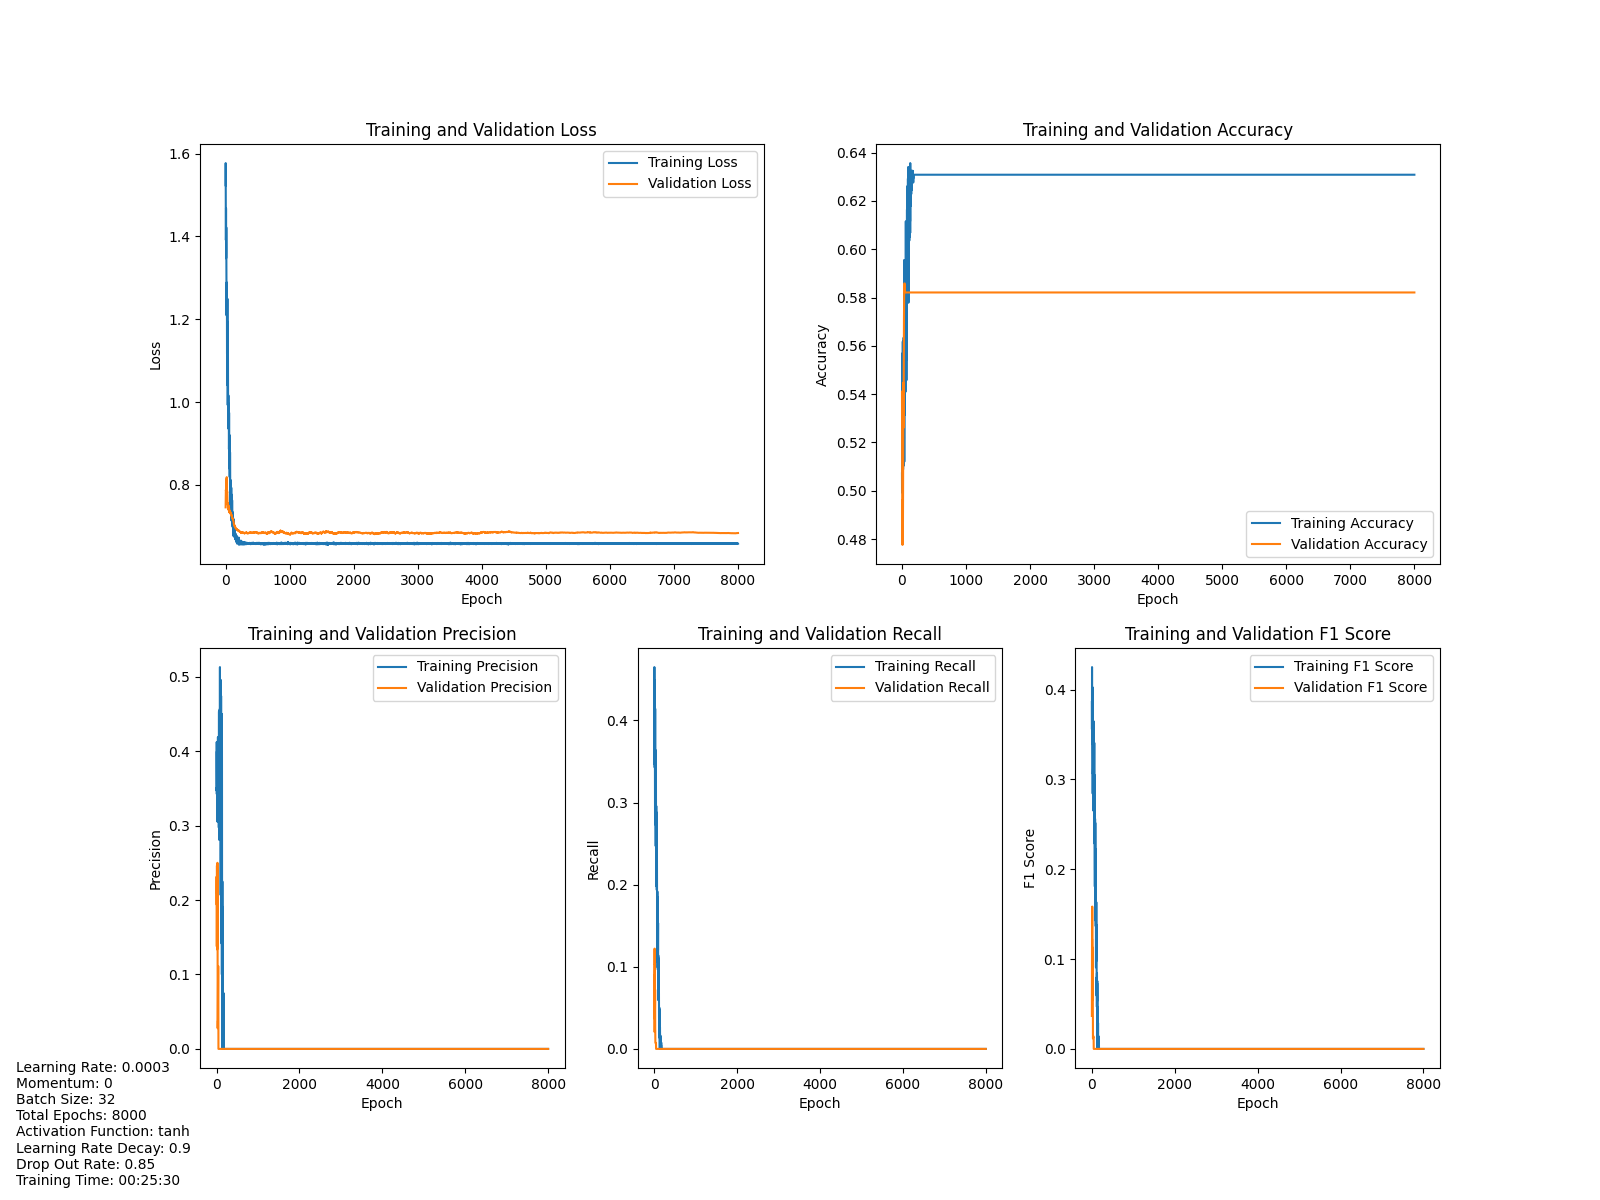 Training and Validation Loss
1.6
1.4
1.2
1.0
0.8
Loss
Training Loss
Validation Loss
0 1000 2000 3000 4000 5000 6000 7000 8000
Epoch
Training and Validation Accuracy
0.64
0.62
0.60
0.58
0.56
0.54
0.52
0.50
0.48
Accuracy
Training Accuracy
Validation Accuracy
0 1000 2000 3000 4000 5000 6000 7000 8000
Epoch
Training and Validation Precision
0.5
0.4
0.3
0.2
0.1
0.0
Precision
Training Precision
Validation Precision
0 2000 4000 6000 8000
Epoch
Training and Validation Recall
0.4
0.3
0.2
0.1
0.0
Recall
Training Recall
Validation Recall
0 2000 4000 6000 8000
Epoch
Training and Validation F1 Score
0.4
0.3
0.2
0.1
0.0
F1 Score
Training F1 Score
Validation F1 Score
0 2000 4000 6000 8000
Epoch
Learning Rate: 0.0003
Momentum: 0
Batch Size: 32
Total Epochs: 8000
Activation Function: tanh
Learning Rate Decay: 0.9
Drop Out Rate: 0.85
Training Time: 00:25:30